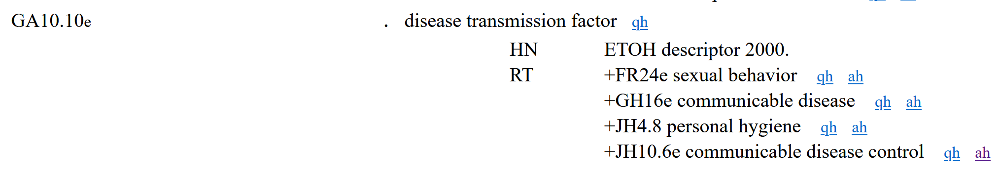 GA10.10e . disease transmission factor qh
HN ETOH descriptor 2000.
RT +FR24e sexual behavior qh ah
+GH16e communicable disease qh ah
+JH4.8 personal hygiene qh ah
+JH10.6e communicable disease control qh ah